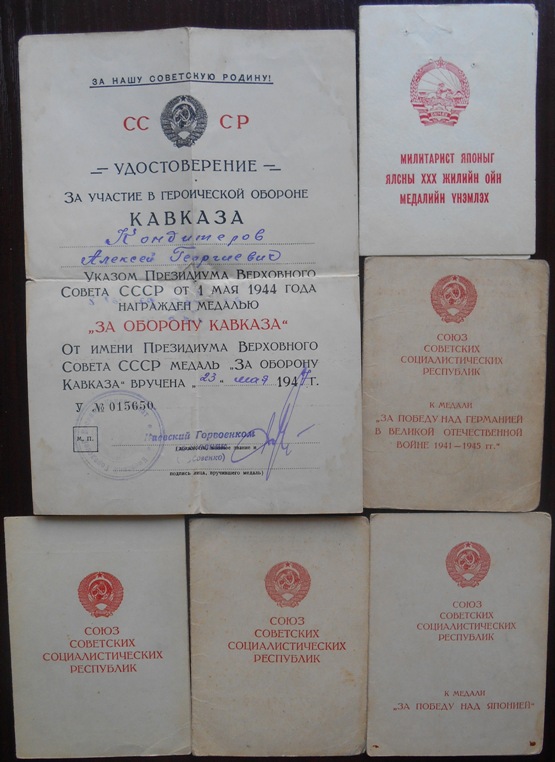 ЗА НАШУ СОВЕТСКУЮ РОДИНУ!
СС СР
УДОСТОВЕРЕНИЕ
ЗА УЧАСТИЕ В ГЕРОИЧЕСКОЙ ОБОРОНЕ
КАВКАЗА
Кондитеров
Алексей Георгиевич
УКАЗОМ ПРЕЗИДИУМА ВЕРХОВНОГО
СОВЕТА СССР ОТ 1 МАЯ 1944 ГОДА
НАГРАЖДЕН МЕДАЛЬЮ
"ЗА ОБОРОНУ КАВКАЗА"
ОТ ИМЕНИ ПРЕЗИДИУМА ВЕРХОВНОГО
СОВЕТА СССР МЕДАЛЬ „ЗА ОБОРОНУ
КАВКАЗА" ВРУЧЕНА „23" мая 1947 г.
У № 015650
Горвоенком
М. П.
подпись лица, вручившего медаль)
МИЛИТАРИСТ ЯПОНЫГ
ЯЛСНЫ XXX ЖИЛИЙН ОЙН
МЕДАЛИЙН ҮНЭМЛЭХ
СОЮЗ
СОВЕТСКИХ
СОЦИАЛИСТИЧЕСКИХ
РЕСПУБЛИК
К МЕДАЛИ
„ЗА ПОБЕДУ НАД ГЕРМАНИЕЙ
В ВЕЛИКОЙ ОТЕЧЕСТВЕННОЙ
ВОЙНЕ 1941—1945 гг."
СОЮЗ
СОВЕТСКИХ
СОЦИАЛИСТИЧЕСКИХ
РЕСПУБЛИК
СОЮЗ
СОВЕТСКИХ
СОЦИАЛИСТИЧЕСКИХ
РЕСПУБЛИК
СОЮЗ
СОВЕТСКИХ
СОЦИАЛИСТИЧЕСКИХ
РЕСПУБЛИК
К МЕДАЛИ
„ЗА ПОБЕДУ НАД ЯПОНИЕЙ"